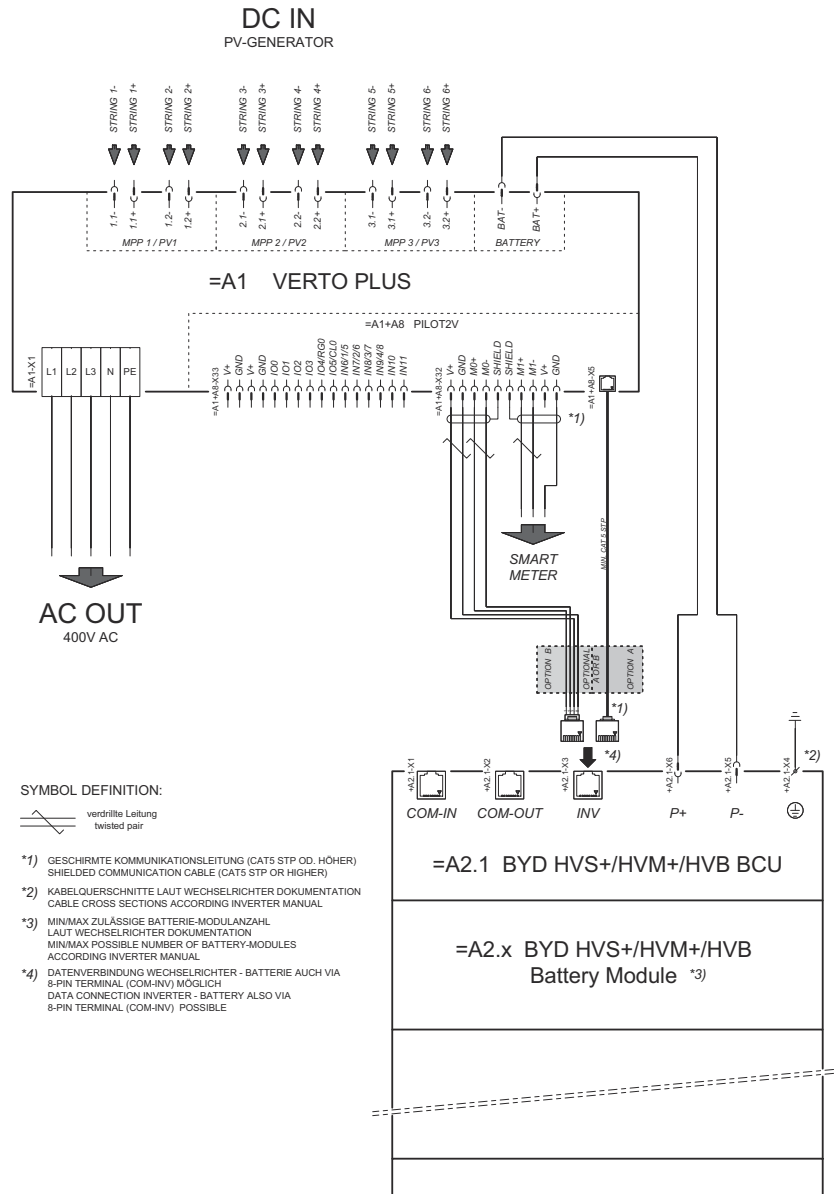 DC IN
PV-GENERATOR
STRING 1-
STRING 1+
STRING 2-
STRING 2+
STRING 3-
STRING 3+
STRING 4-
STRING 4+
STRING 5-
STRING 5+
STRING 6-
STRING 6+
1.1-
1.1+
1.2-
1.2+
2.1-
2.1+
2.2-
2.2+
3.1-
3.1+
3.2-
3.2+
BAT-
BAT+
MPP 1 / PV1
MPP 2 / PV2
MPP 3 / PV3
BATTERY
=A1 VERTO PLUS
=A1+A8 PILOT2V
=A1-X1
L1
L2
L3
N
PE
=A1+A8-X33
V+
GND
V+
GND
IO0
IO1
IO2
IO3
IO4/RG0
IO5/CL0
IN6/1/5
IN7/2/6
IN8/3/7
IN9/4/8
IN10
IN11
=A1+A8-X32
V+
GND
M0+
M0-
SHIELD
SHIELD
M1+
M1-
V+
GND
=A1+A8-X5
*1)
SMART
METER
MIN. CAT 5 STP
AC OUT
400V AC
OPTION B
OPTIONAL
A OR B
OPTION A
*1)
*4)
*2)
+A2.1-X1
+A2.1-X2
+A2.1-X3
+A2.1-X6
+A2.1-X5
+A2.1-X4
COM-IN
COM-OUT
INV
P+
P-
=A2.1 BYD HVS+/HVM+/HVB BCU
=A2.x BYD HVS+/HVM+/HVB
Battery Module *3)
SYMBOL DEFINITION:
verdrillte Leitung
twisted pair
*1) GESCHIRMTE KOMMUNIKATIONSLEITUNG (CAT5 STP OD. HÖHER)
SHIELDED COMMUNICATION CABLE (CAT5 STP OR HIGHER)
*2) KABELQUERSCHNITTE LAUT WECHSELRICHTER DOKUMENTATION
CABLE CROSS SECTIONS ACCORDING INVERTER MANUAL
*3) MIN/MAX ZULÄSSIGE BATTERIE-MODULANZAHL
LAUT WECHSELRICHTER DOKUMENTATION
MIN/MAX POSSIBLE NUMBER OF BATTERY-MODULES
ACCORDING INVERTER MANUAL
*4) DATENVERBINDUNG WECHSELRICHTER - BATTERIE AUCH VIA
8-PIN TERMINAL (COM-INV) MÖGLICH
DATA CONNECTION INVERTER - BATTERY ALSO VIA
8-PIN TERMINAL (COM-INV) POSSIBLE